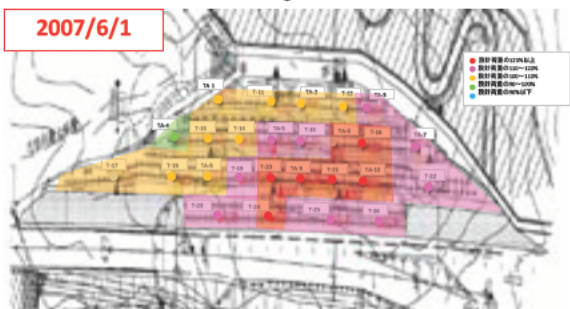 2007/6/1
設計荷重の120%以上
設計荷重の110～120%
設計荷重の100～110%
設計荷重の90～100%
設計荷重の90%以下
TA-1
T-11
TA-2
T-12
TA-3
TA-4
T-13
T-14
TA-5
T-15
TA-6
T-16
TA-7
T-17
T-18
TA-8
T-19
T-20
TA-9
T-21
TA-10
T-22
T-23
T-24
T-25
T-26